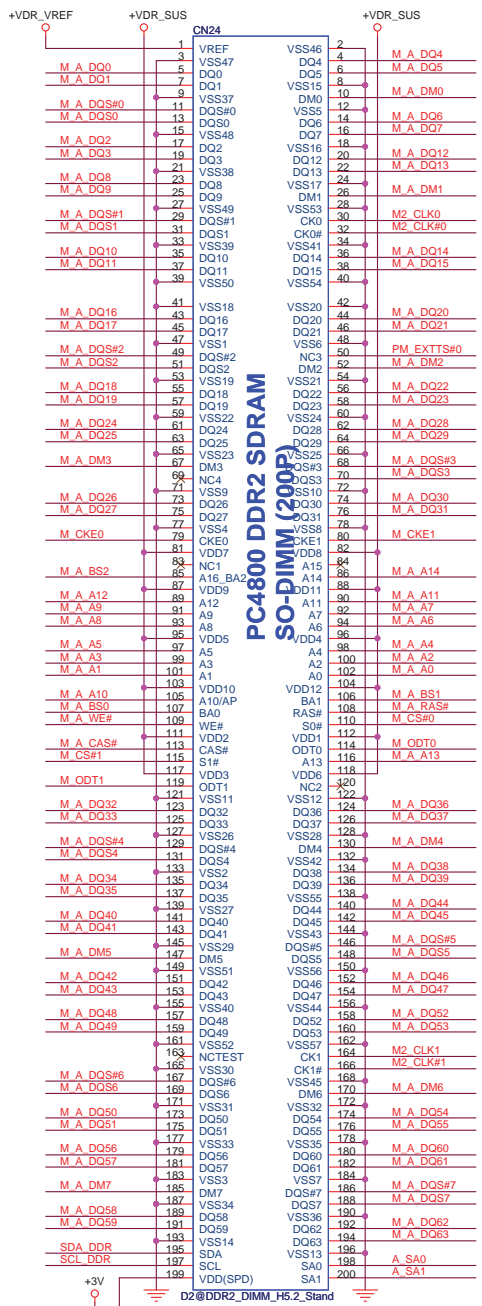 +VDR_VREF +VDR_SUS +VDR_SUS
CN24
1 VREF VSS46 2
3 VSS47 DQ4 4 M_A_DQ4
M_A_DQ0 5 DQ0 DQ5 6 M_A_DQ5
M_A_DQ1 7 DQ1 VSS15 8
9 VSS37 DM0 10 M_A_DM0
M_A_DQS#0 11 DQS#0 VSS5 12
M_A_DQS0 13 DQS0 DQ6 14 M_A_DQ6
15 VSS48 DQ7 16 M_A_DQ7
M_A_DQ2 17 DQ2 VSS16 18
M_A_DQ3 19 DQ3 DQ12 20 M_A_DQ12
21 VSS38 DQ13 22 M_A_DQ13
M_A_DQ8 23 DQ8 VSS17 24
M_A_DQ9 25 DQ9 DM1 26 M_A_DM1
27 VSS49 VSS53 28
M_A_DQS#1 29 DQS#1 CK0 30 M2_CLK0
M_A_DQS1 31 DQS1 CK0# 32 M2_CLK#0
33 VSS39 VSS41 34
M_A_DQ10 35 DQ10 DQ14 36 M_A_DQ14
M_A_DQ11 37 DQ11 DQ15 38 M_A_DQ15
39 VSS50 VSS54 40
41 VSS18 VSS20 42
M_A_DQ16 43 DQ16 DQ20 44 M_A_DQ20
M_A_DQ17 45 DQ17 DQ21 46 M_A_DQ21
47 VSS1 VSS6 48
M_A_DQS#2 49 DQS#2 NC3 50 PM_EXTTS#0
M_A_DQS2 51 DQS2 DM2 52 M_A_DM2
53 VSS19 VSS21 54
M_A_DQ18 55 DQ18 DQ22 56 M_A_DQ22
M_A_DQ19 57 DQ19 DQ23 58 M_A_DQ23
59 VSS22 VSS24 60
M_A_DQ24 61 DQ24 DQ28 62 M_A_DQ28
M_A_DQ25 63 DQ25 DQ29 64 M_A_DQ29
65 VSS23 VSS25 66
M_A_DM3 67 DM3 DQS#3 68 M_A_DQS#3
69 NC4 DQS3 70 M_A_DQS3
71 VSS9 VSS10 72
M_A_DQ26 73 DQ26 DQ30 74 M_A_DQ30
M_A_DQ27 75 DQ27 DQ31 76 M_A_DQ31
77 VSS4 VSS8 78
M_CKE0 79 CKE0 CKE1 80 M_CKE1
81 VDD7 VDD8 82
83 NC1 A15 84
M_A_BS2 85 A16_BA2 A14 86 M_A_A14
87 VDD9 VDD11 88
M_A_A12 89 A12 A11 90 M_A_A11
M_A_A9 91 A9 A7 92 M_A_A7
M_A_A8 93 A8 A6 94 M_A_A6
95 VDD5 VDD4 96
M_A_A5 97 A5 A4 98 M_A_A4
M_A_A3 99 A3 A2 100 M_A_A2
M_A_A1 101 A1 A0 102 M_A_A0
103 VDD10 VDD12 104
M_A_A10 105 A10/AP BA1 106 M_A_BS1
M_A_BS0 107 BA0 RAS# 108 M_A_RAS#
M_A_WE# 109 WE# S0# 110 M_CS#0
111 VDD2 VDD1 112
M_A_CAS# 113 CAS# ODT0 114 M_ODT0
M_CS#1 115 S1# A13 116 M_A_A13
117 VDD3 VDD6 118
M_ODT1 119 ODT1 NC2 120
121 VSS11 VSS12 122
M_A_DQ32 123 DQ32 DQ36 124 M_A_DQ36
M_A_DQ33 125 DQ33 DQ37 126 M_A_DQ37
127 VSS26 VSS28 128
M_A_DQS#4 129 DQS#4 DM4 130 M_A_DM4
M_A_DQS4 131 DQS4 VSS42 132
133 VSS2 DQ38 134 M_A_DQ38
M_A_DQ34 135 DQ34 DQ39 136 M_A_DQ39
M_A_DQ35 137 DQ35 VSS55 138
139 VSS27 DQ44 140 M_A_DQ44
M_A_DQ40 141 DQ40 DQ45 142 M_A_DQ45
M_A_DQ41 143 DQ41 VSS43 144
145 VSS29 DQS#5 146 M_A_DQS#5
M_A_DM5 147 DM5 DQS5 148 M_A_DQS5
149 VSS51 VSS56 150
M_A_DQ42 151 DQ42 DQ46 152 M_A_DQ46
M_A_DQ43 153 DQ43 DQ47 154 M_A_DQ47
155 VSS40 VSS44 156
M_A_DQ48 157 DQ48 DQ52 158 M_A_DQ52
M_A_DQ49 159 DQ49 DQ53 160 M_A_DQ53
161 VSS52 VSS57 162
163 NCTEST CK1 164 M2_CLK1
165 VSS30 CK1# 166 M2_CLK#1
M_A_DQS#6 167 DQS#6 VSS45 168
M_A_DQS6 169 DQS6 DM6 170 M_A_DM6
171 VSS31 VSS32 172
M_A_DQ50 173 DQ50 DQ54 174 M_A_DQ54
M_A_DQ51 175 DQ51 DQ55 176 M_A_DQ55
177 VSS33 VSS35 178
M_A_DQ56 179 DQ56 DQ60 180 M_A_DQ60
M_A_DQ57 181 DQ57 DQ61 182 M_A_DQ61
183 VSS3 VSS7 184
M_A_DM7 185 DM7 DQS#7 186 M_A_DQS#7
187 VSS34 DQS7 188 M_A_DQS7
M_A_DQ58 189 DQ58 VSS36 190
M_A_DQ59 191 DQ59 DQ62 192 M_A_DQ62
193 VSS14 DQ63 194 M_A_DQ63
SDA_DDR 195 SDA VSS13 196
SCL_DDR 197 SCL SA0 198 A_SA0
199 VDD(SPD) SA1 200 A_SA1
+3V
PC4800 DDR2 SDRAM
SO-DIMM (200P)
D2@DDR2_DIMM_H5.2_Stand